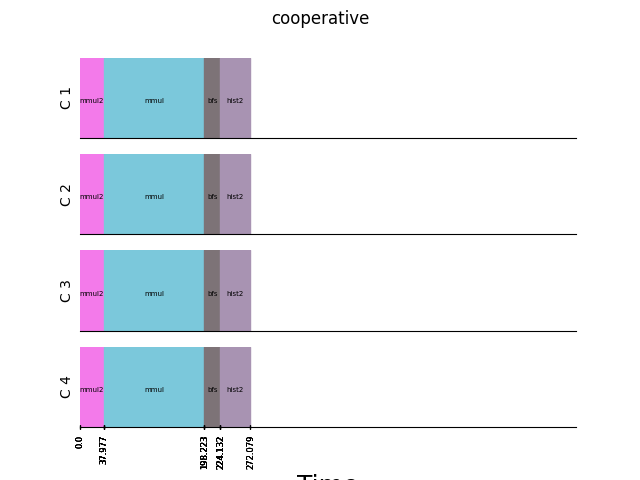 cooperative
C 1
mmul2 mmul bfs hist2
C 2
mmul2 mmul bfs hist2
C 3
mmul2 mmul bfs hist2
C 4
mmul2 mmul bfs hist2
0.0 37.977 198.223 224.132 272.079
Time